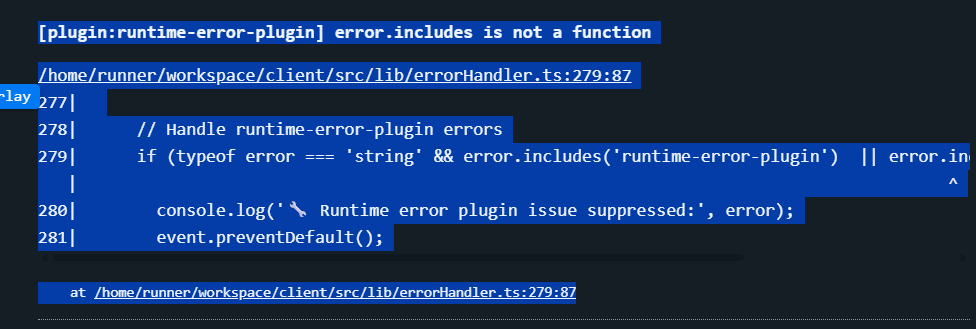 [plugin:runtime-error-plugin] error.includes is not a function
/home/runner/workspace/client/src/lib/errorHandler.ts:279:87
rlay
277|
278|      // Handle runtime-error-plugin errors
279|      if (typeof error === 'string' && error.includes('runtime-error-plugin')  || error.in
   |                                                                                       ^
280|        console.log('🔧 Runtime error plugin issue suppressed:', error);
281|        event.preventDefault();
at /home/runner/workspace/client/src/lib/errorHandler.ts:279:87